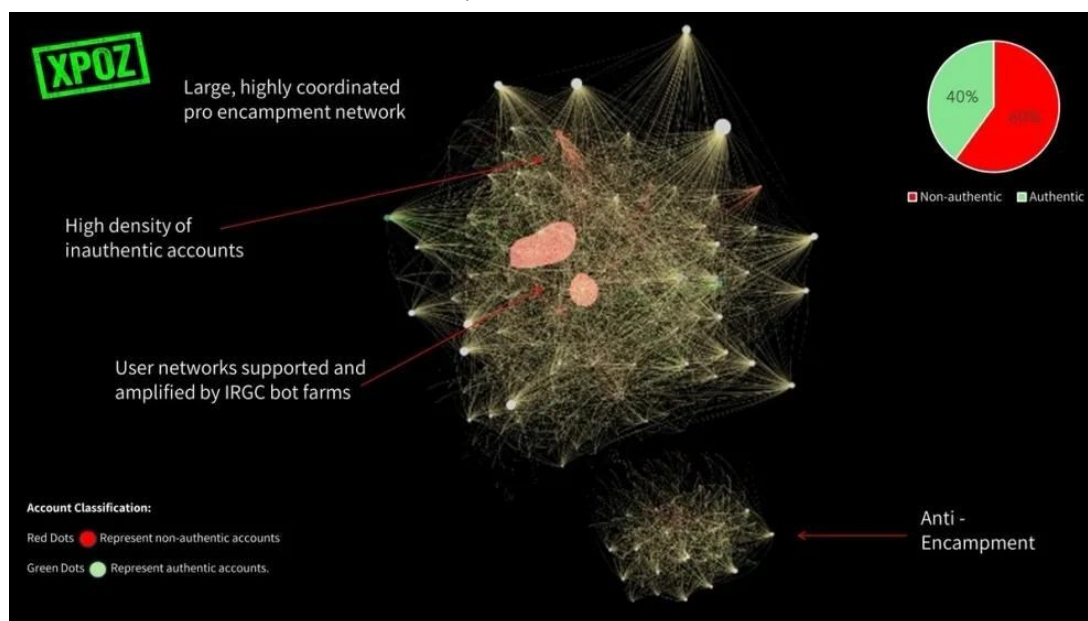 XPOZ
Large, highly coordinated
pro encampment network
High density of
inauthentic accounts
User networks supported and
amplified by IRGC bot farms
40%
60%
Non-authentic
Authentic
Account Classification:
Red Dots Represent non-authentic accounts
Green Dots Represent authentic accounts.
Anti -
Encampment